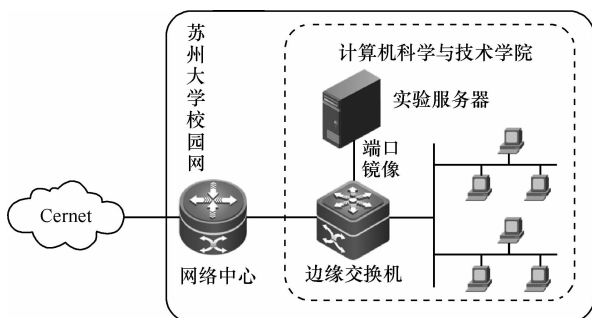 苏州大学校园网
计算机科学与技术学院
实验服务器
端口
镜像
Cernet
网络中心
边缘交换机